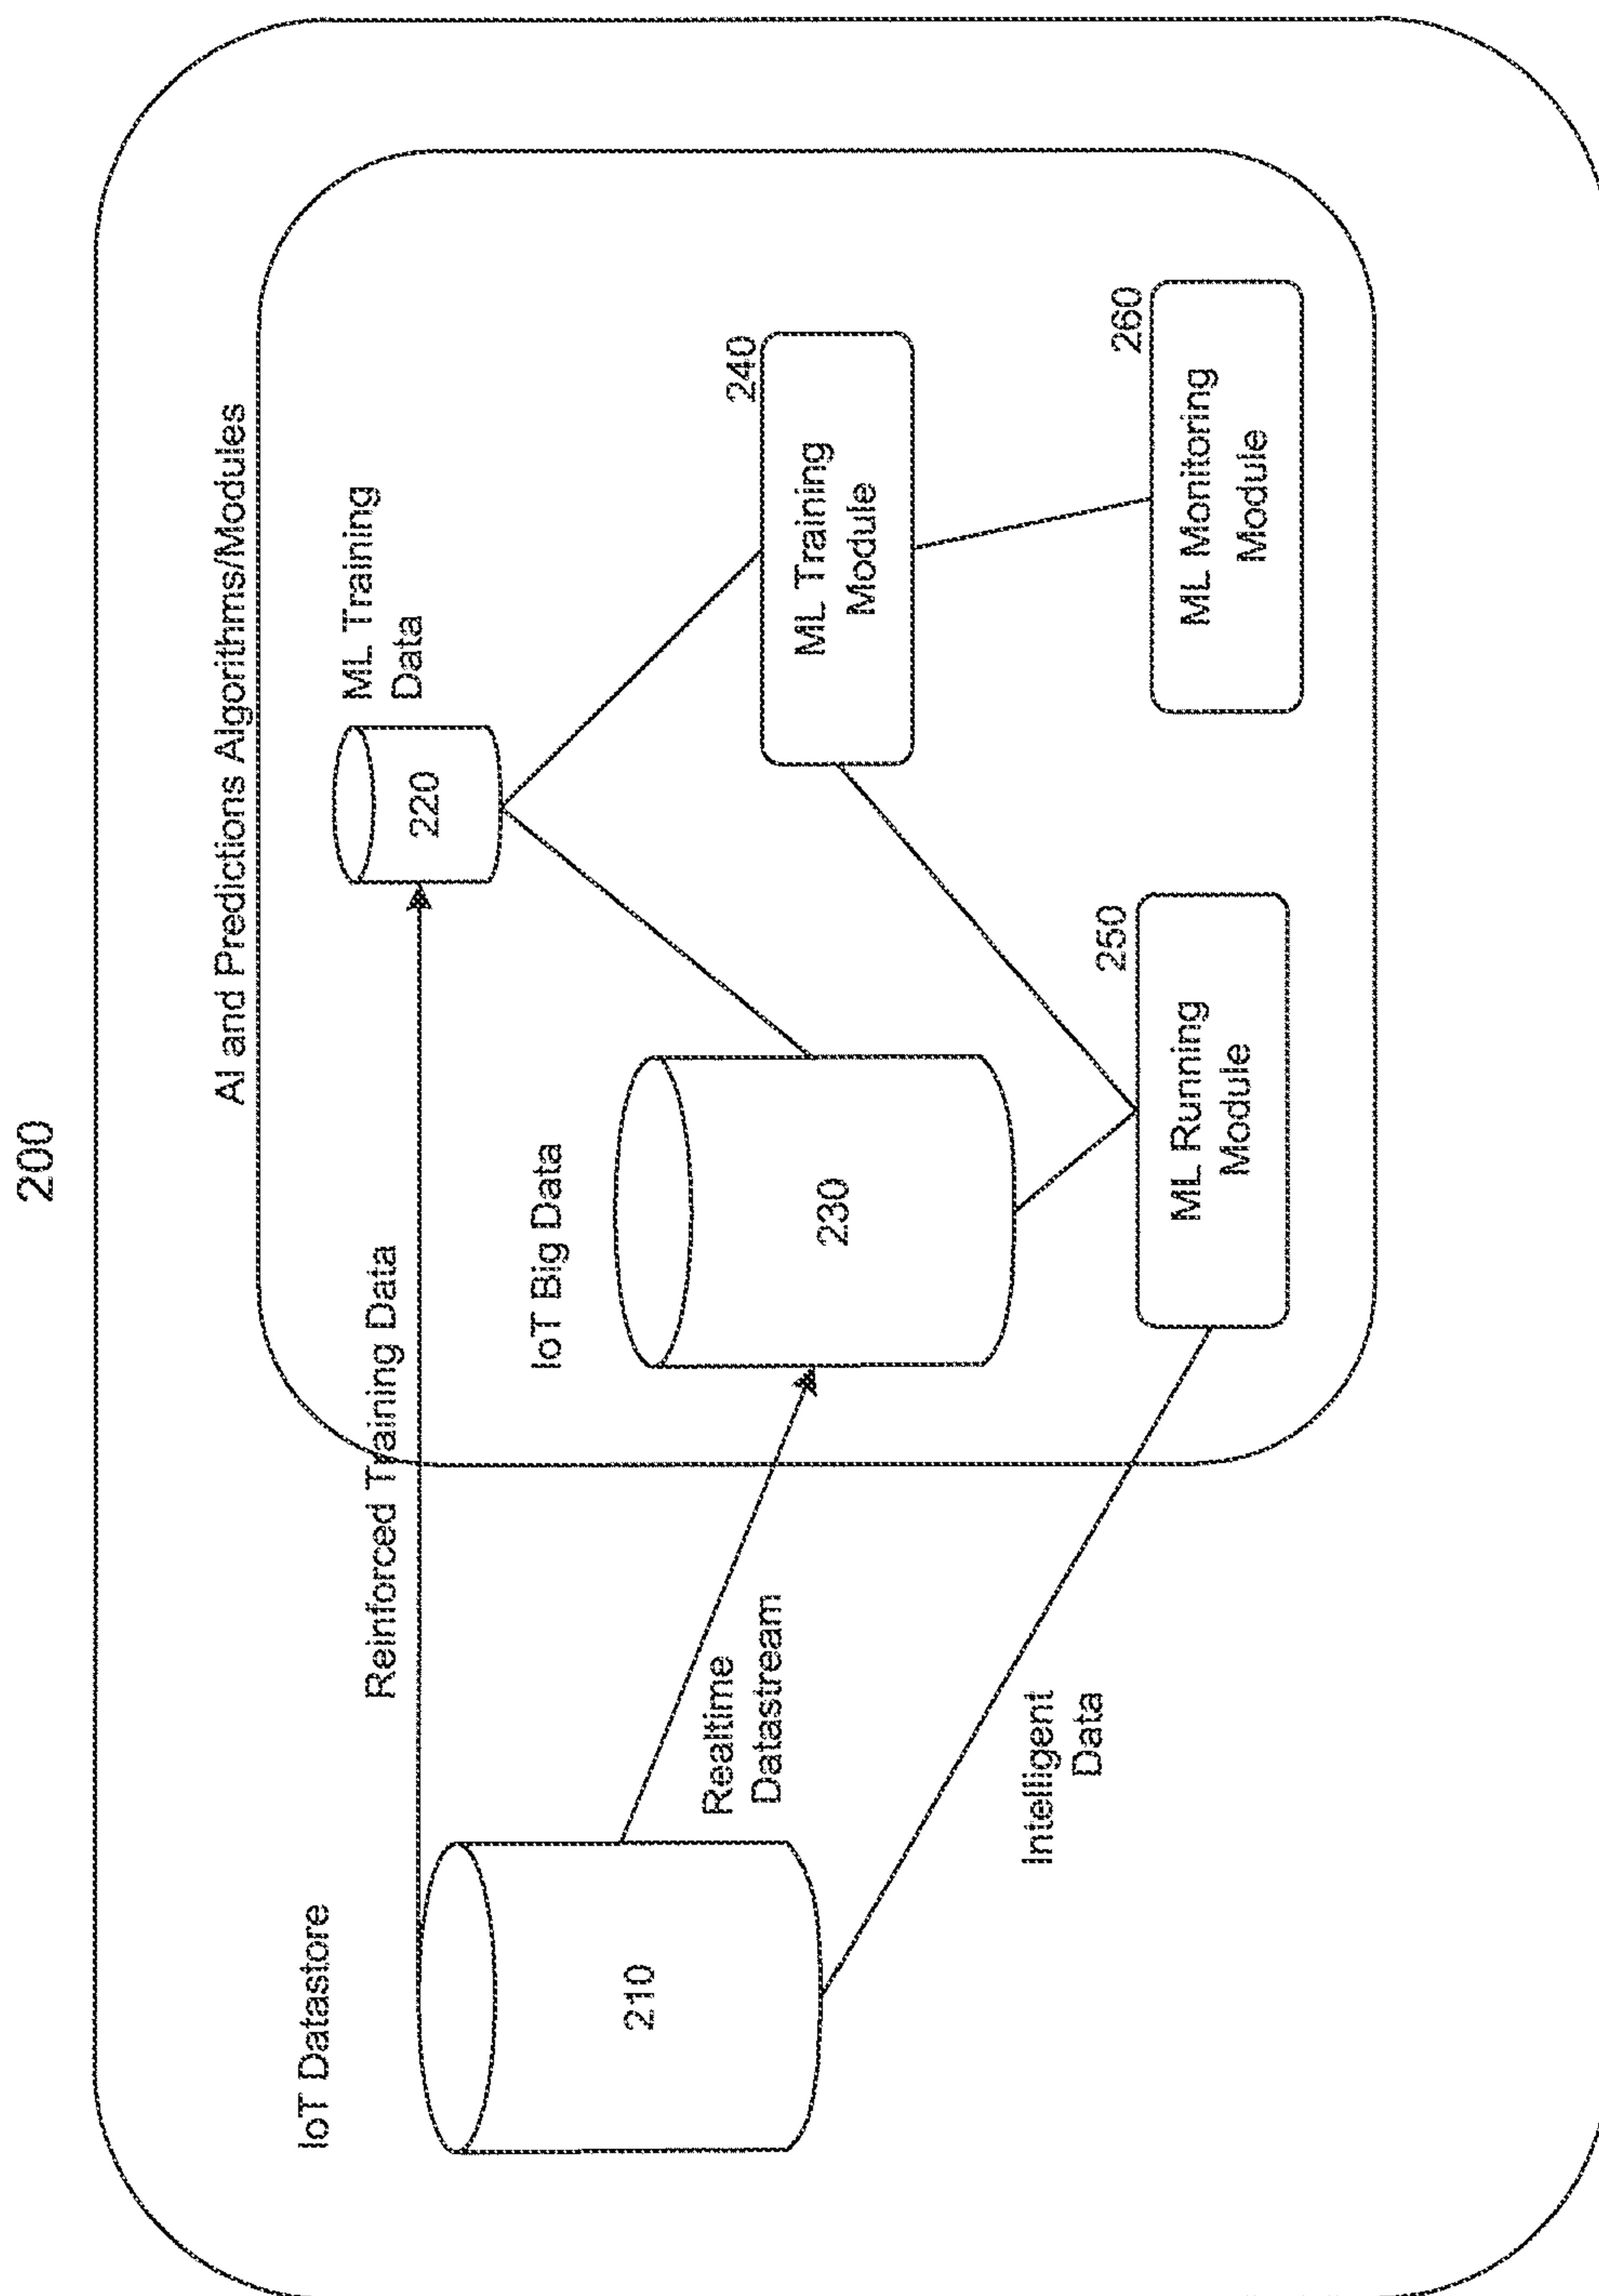 200
AI and Predictions Algorithms/Modules
IoT Datastore
Reinforced Training Data
ML Training
Data
220
210
Realtime
Datastream
IoT Big Data
230
ML Training
Module
240
Intelligent
Data
ML Running
Module
250
ML Monitoring
Module
260